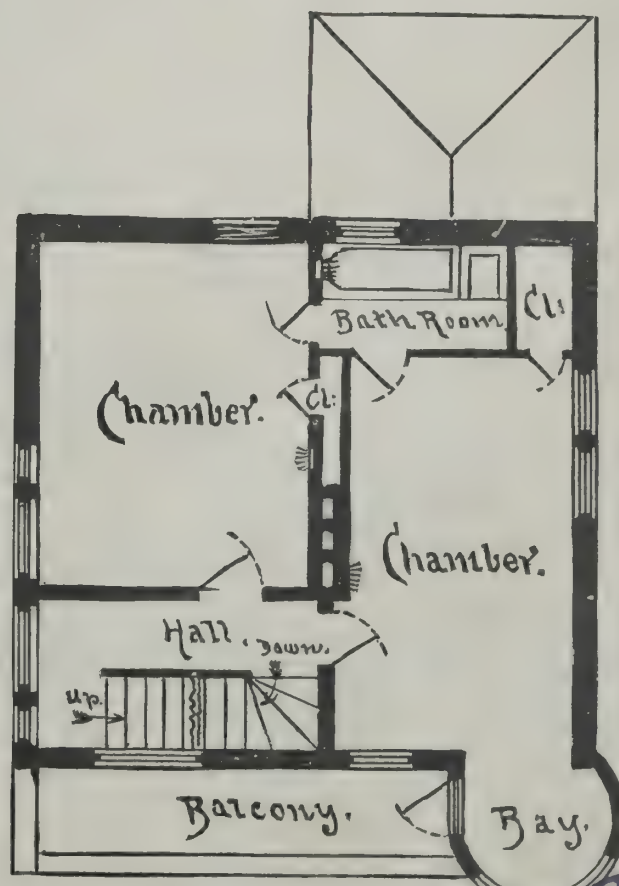 Bath Room
Cl:
Cl:
Chamber.
Chamber.
Hall.
Down.
up.
Balcony.
Bay.